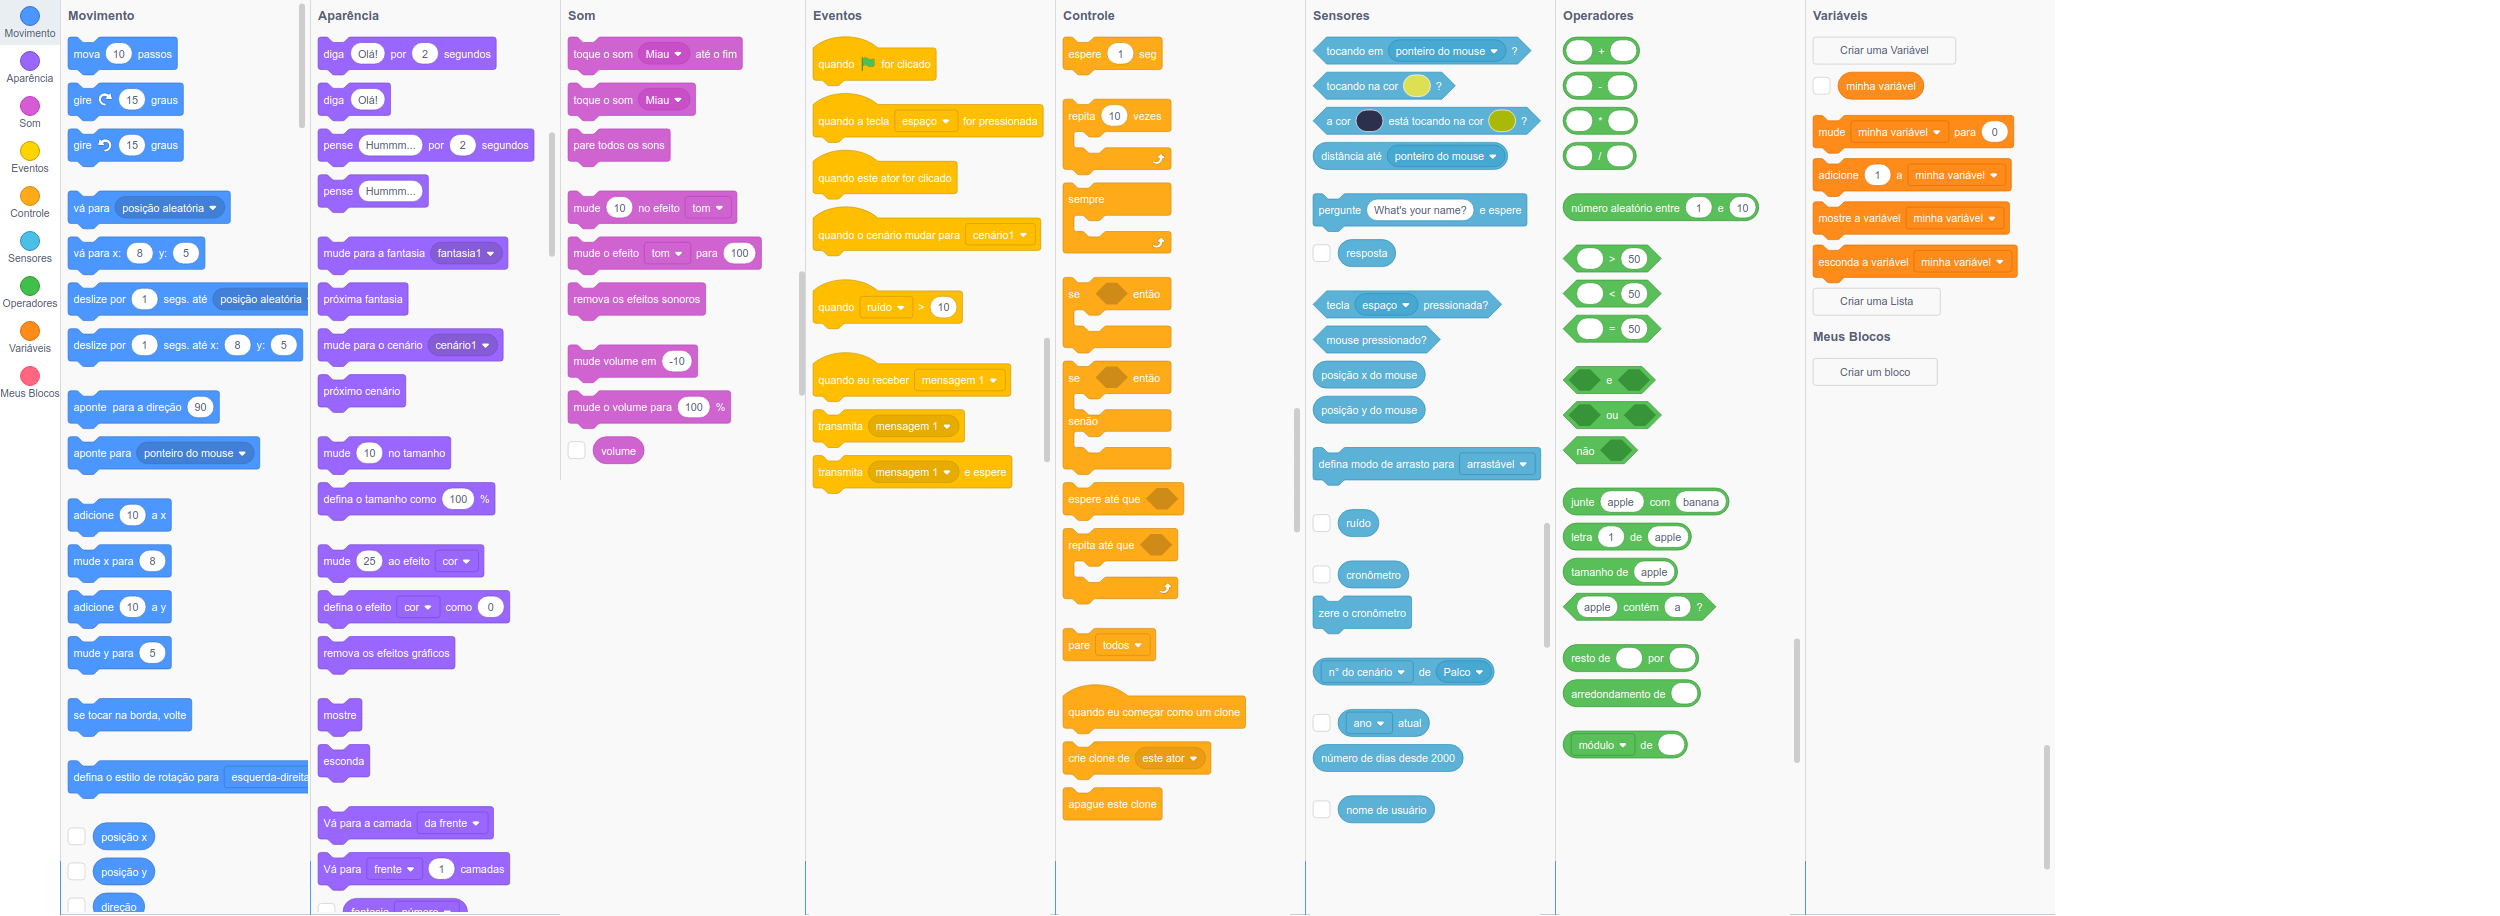 Movimento
Aparência
Som
Eventos
Controle
Sensores
Operadores
Variáveis
Meus Blocos
Movimento
mova 10 passos
gire 15 graus
gire 15 graus
vá para posição aleatória
vá para x: 8 y: 5
deslize por 1 segs. até posição aleatória
deslize por 1 segs. até x: 8 y: 5
aponte para a direção 90
aponte para ponteiro do mouse
adicione 10 a x
mude x para 8
adicione 10 a y
mude y para 5
se tocar na borda, volte
defina o estilo de rotação para esquerda-direita
posição x
posição y
direção
Aparência
diga Olá! por 2 segundos
diga Olá!
pense Hummm... por 2 segundos
pense Hummm...
mude para a fantasia fantasia1
próxima fantasia
mude para o cenário cenário1
próximo cenário
mude 10 no tamanho
defina o tamanho como 100 %
mude 25 ao efeito cor
defina o efeito cor como 0
remova os efeitos gráficos
mostre
esconda
Vá para a camada da frente
Vá para frente 1 camadas
fantasia número
Som
toque o som Miau até o fim
toque o som Miau
pare todos os sons
mude 10 no efeito tom
mude o efeito tom para 100
remova os efeitos sonoros
mude volume em -10
mude o volume para 100 %
volume
Eventos
quando for clicado
quando a tecla espaço for pressionada
quando este ator for clicado
quando o cenário mudar para cenário1
quando ruído > 10
quando eu receber mensagem 1
transmita mensagem 1
transmita mensagem 1 e espere
Controle
espere 1 seg
repita 10 vezes
sempre
se então
se então
senão
espere até que
repita até que
pare todos
quando eu começar como um clone
crie clone de este ator
apague este clone
Sensores
tocando em ponteiro do mouse ?
tocando na cor ?
a cor está tocando na cor ?
distância até ponteiro do mouse
pergunte What's your name? e espere
resposta
tecla espaço pressionada?
mouse pressionado?
posição x do mouse
posição y do mouse
defina modo de arrasto para arrastável
ruído
cronômetro
zere o cronômetro
n° do cenário de Palco
ano atual
número de dias desde 2000
nome de usuário
Operadores
+
-
*
/
número aleatório entre 1 e 10
> 50
< 50
= 50
e
ou
não
junte apple com banana
letra 1 de apple
tamanho de apple
apple contém a ?
resto de por
arredondamento de
módulo de
Variáveis
Criar uma Variável
minha variável
mude minha variável para 0
adicione 1 a minha variável
mostre a variável minha variável
esconda a variável minha variável
Criar uma Lista
Meus Blocos
Criar um bloco